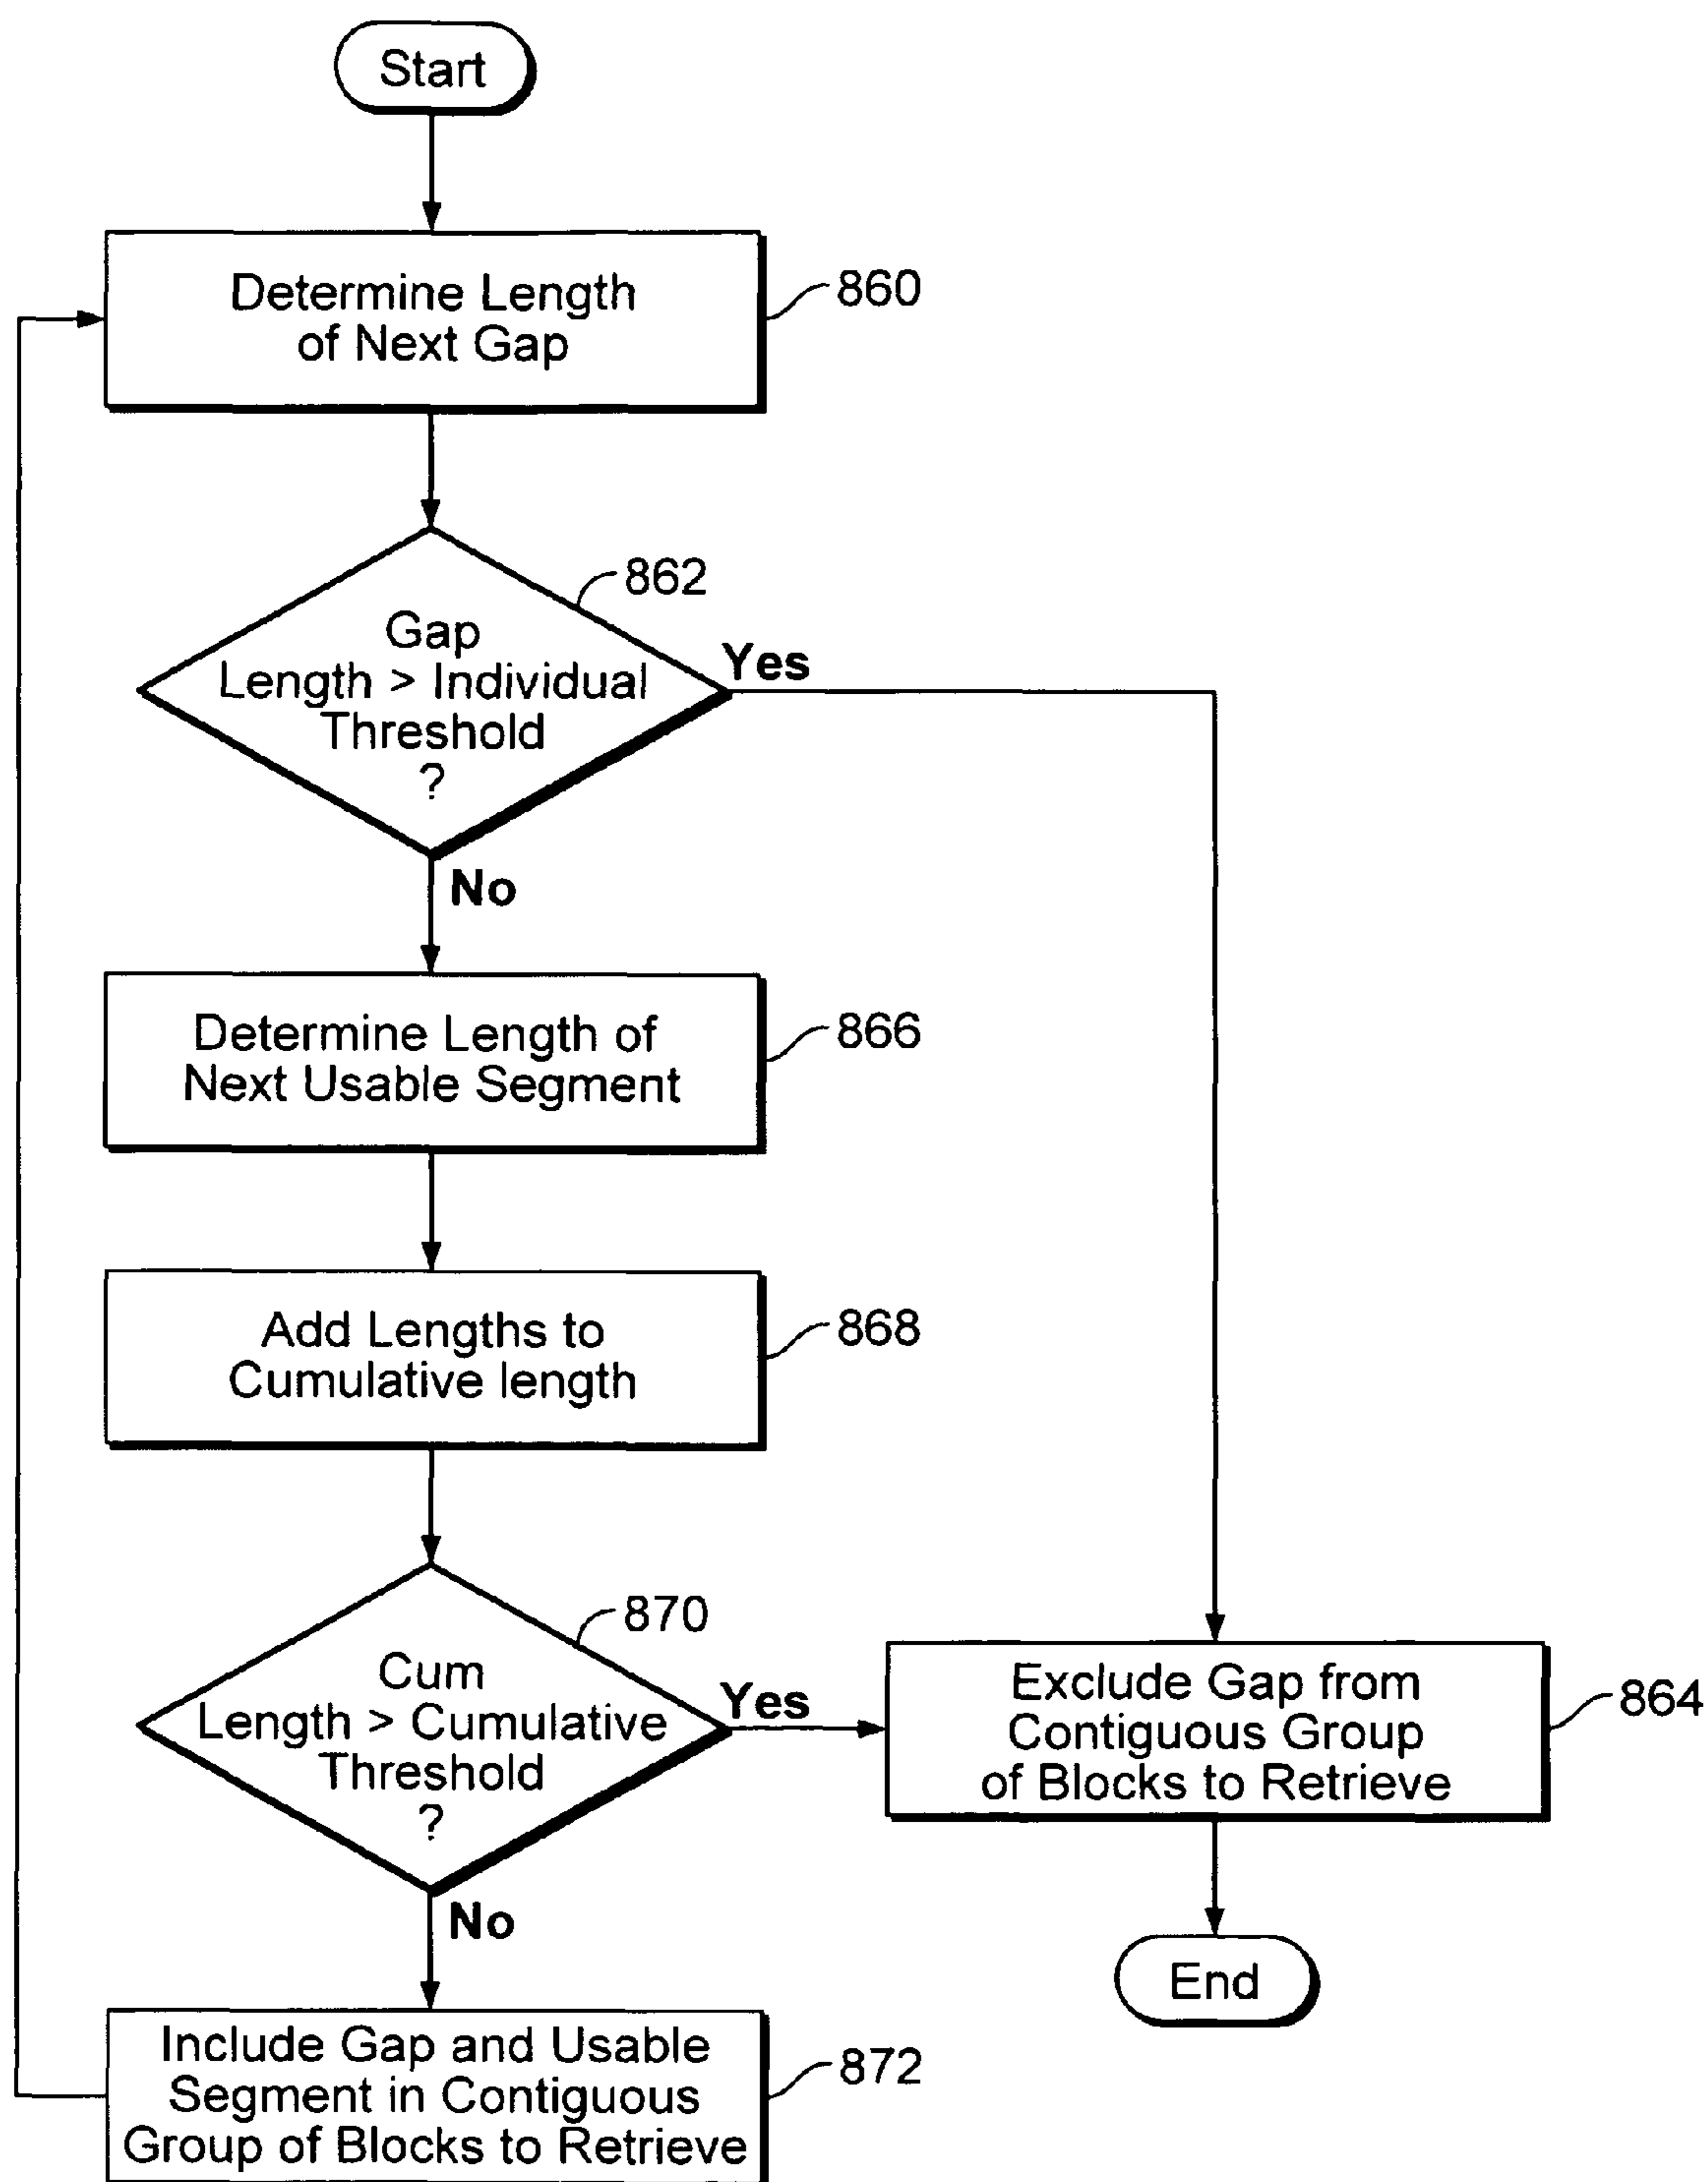 Start
Determine Length
of Next Gap
860
862
Gap
Length > Individual
Threshold
?
Yes
No
Determine Length of
Next Usable Segment
866
Add Lengths to
Cumulative length
868
870
Cum
Length > Cumulative
Threshold
?
Yes
No
Exclude Gap from
Contiguous Group
of Blocks to Retrieve
864
End
Include Gap and Usable
Segment in Contiguous
Group of Blocks to Retrieve
872